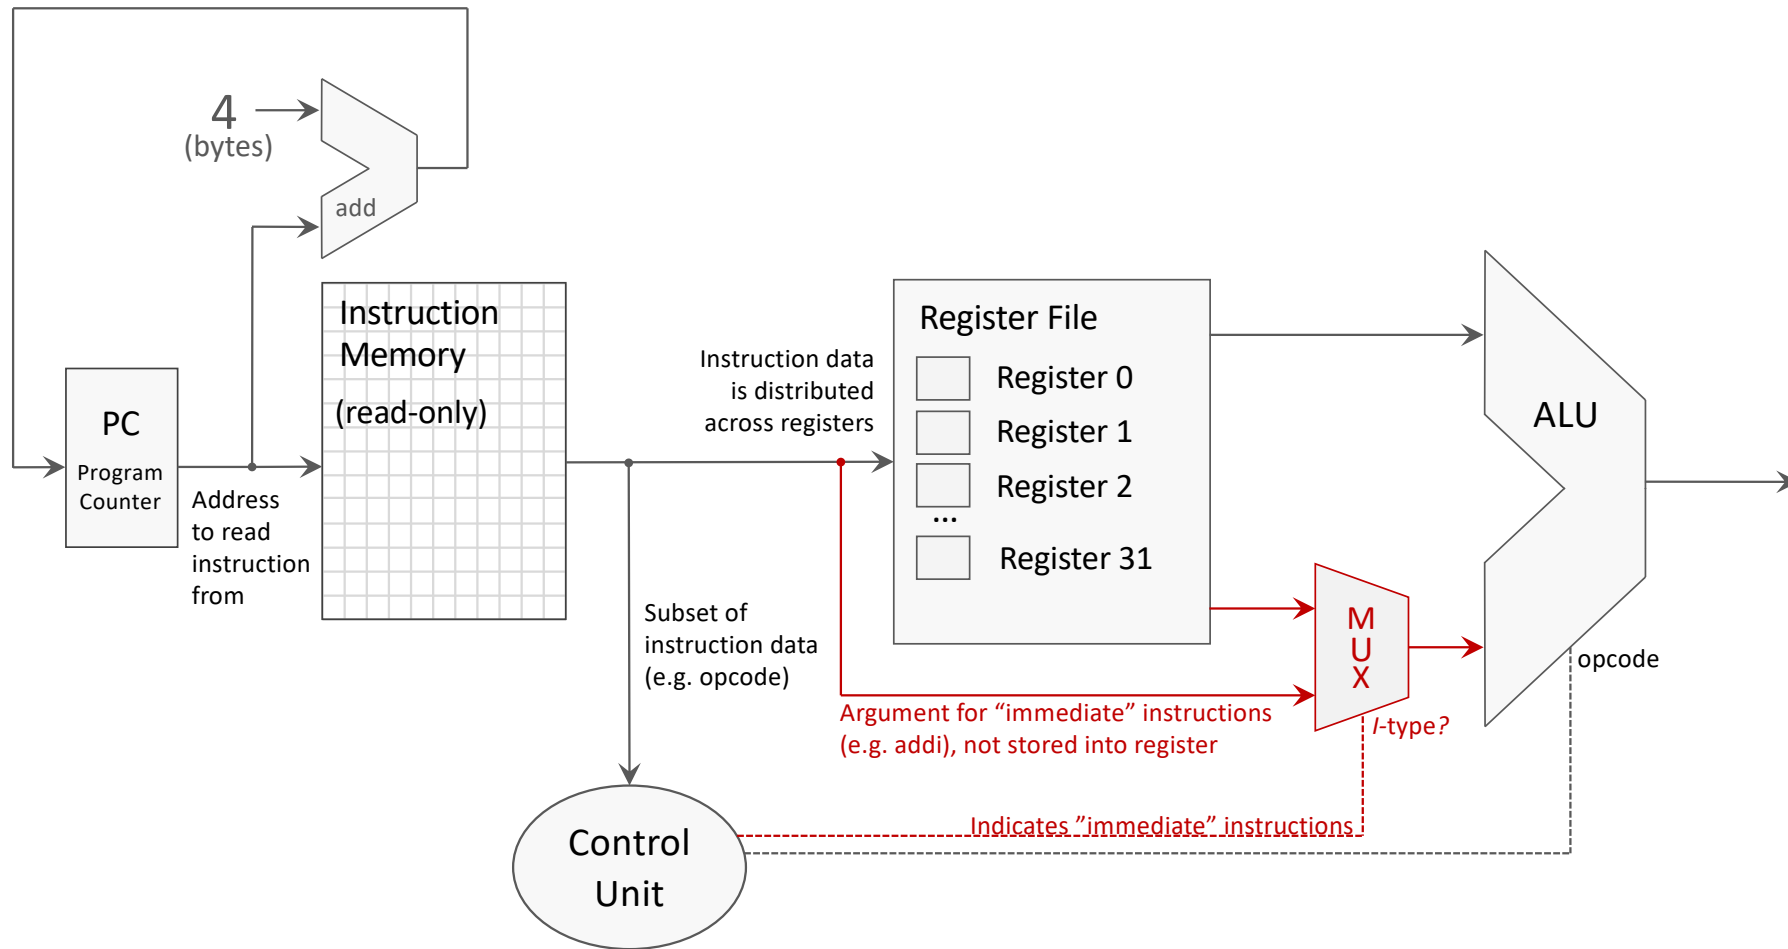 4
(bytes)
add
Instruction
Memory
(read-only)
PC
Program
Counter
Address
to read
instruction
from
Instruction data
is distributed
across registers
Register File
Register 0
Register 1
Register 2
...
Register 31
ALU
M
U
X
opcode
I-type?
Subset of
instruction data
(e.g. opcode)
Argument for “immediate” instructions
(e.g. addi), not stored into register
Indicates ”immediate” instructions
Control
Unit